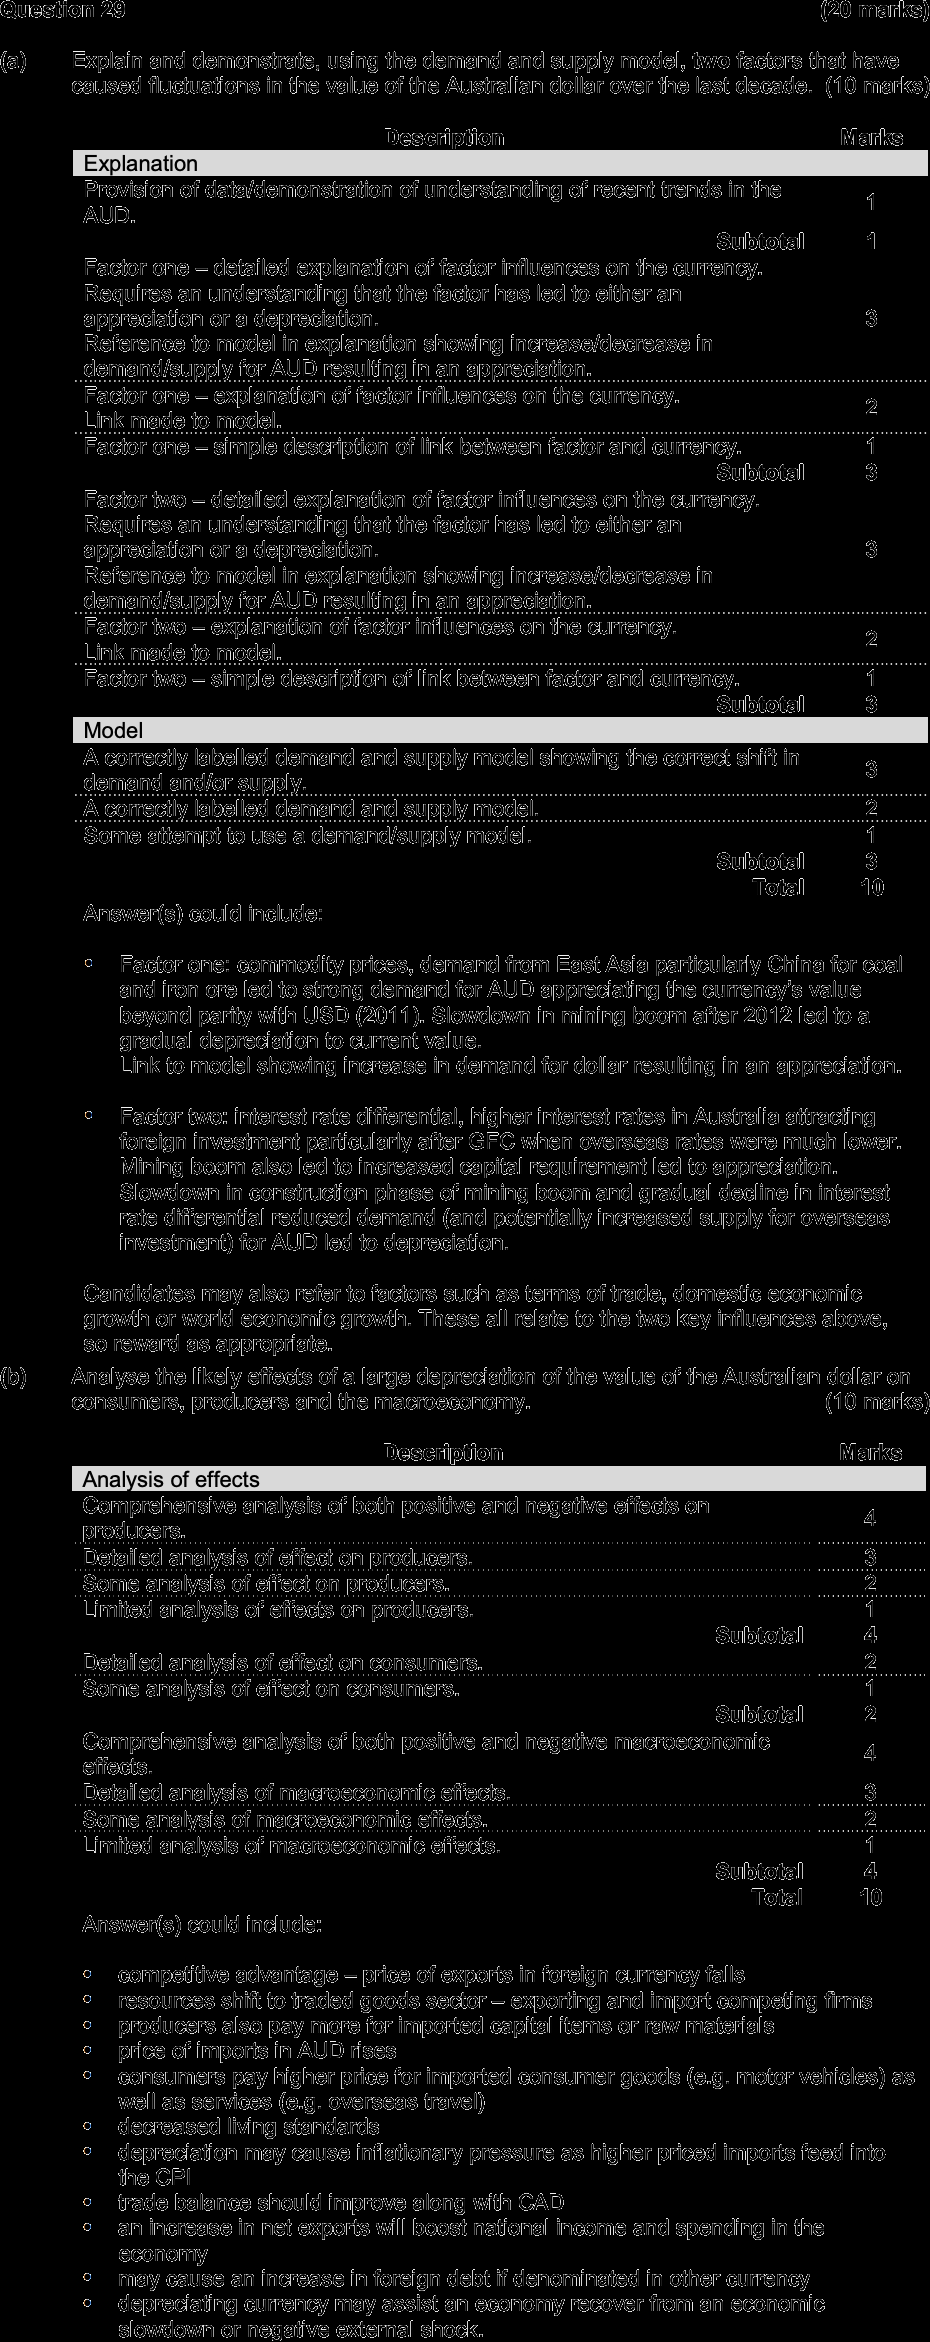 Question 29 (20 marks)
(a) Explain and demonstrate, using the demand and supply model, two factors that have
caused fluctuations in the value of the Australian dollar over the last decade. (10 marks)
Description Marks
Explanation
Provision of data/demonstration of understanding of recent trends in the
AUD. 1
Subtotal 1
Factor one – detailed explanation of factor influences on the currency.
Requires an understanding that the factor has led to either an
appreciation or a depreciation. 3
Reference to model in explanation showing increase/decrease in
demand/supply for AUD resulting in an appreciation.
Factor one – explanation of factor influences on the currency.
Link made to model. 2
Factor one – simple description of link between factor and currency. 1
Subtotal 3
Factor two – detailed explanation of factor influences on the currency.
Requires an understanding that the factor has led to either an
appreciation or a depreciation. 3
Reference to model in explanation showing increase/decrease in
demand/supply for AUD resulting in an appreciation.
Factor two – explanation of factor influences on the currency.
Link made to model. 2
Factor two – simple description of link between factor and currency. 1
Subtotal 3
Model
A correctly labelled demand and supply model showing the correct shift in
demand and/or supply. 3
A correctly labelled demand and supply model. 2
Some attempt to use a demand/supply model. 1
Subtotal 3
Total 10
Answer(s) could include:
• Factor one: commodity prices, demand from East Asia particularly China for coal
and iron ore led to strong demand for AUD appreciating the currency's value
beyond parity with USD (2011). Slowdown in mining boom after 2012 led to a
gradual depreciation to current value.
Link to model showing increase in demand for dollar resulting in an appreciation.
• Factor two: interest rate differential, higher interest rates in Australia attracting
foreign investment particularly after GFC when overseas rates were much lower.
Mining boom also led to increased capital requirement led to appreciation.
Slowdown in construction phase of mining boom and gradual decline in interest
rate differential reduced demand (and potentially increased supply for overseas
investment) for AUD led to depreciation.
Candidates may also refer to factors such as terms of trade, domestic economic
growth or world economic growth. These all relate to the two key influences above,
so reward as appropriate.
(b) Analyse the likely effects of a large depreciation of the value of the Australian dollar on
consumers, producers and the macroeconomy. (10 marks)
Description Marks
Analysis of effects
Comprehensive analysis of both positive and negative effects on
producers. 4
Detailed analysis of effect on producers. 3
Some analysis of effect on producers. 2
Limited analysis of effects on producers. 1
Subtotal 4
Detailed analysis of effect on consumers. 2
Some analysis of effect on consumers. 1
Subtotal 2
Comprehensive analysis of both positive and negative macroeconomic
effects. 4
Detailed analysis of macroeconomic effects. 3
Some analysis of macroeconomic effects. 2
Limited analysis of macroeconomic effects. 1
Subtotal 4
Total 10
Answer(s) could include:
• competitive advantage – price of exports in foreign currency falls
• resources shift to traded goods sector – exporting and import competing firms
• producers also pay more for imported capital items or raw materials
• price of imports in AUD rises
• consumers pay higher price for imported consumer goods (e.g. motor vehicles) as
well as services (e.g. overseas travel)
• decreased living standards
• depreciation may cause inflationary pressure as higher priced imports feed into
the CPI
• trade balance should improve along with CAD
• an increase in net exports will boost national income and spending in the
economy
• may cause an increase in foreign debt if denominated in other currency
• depreciating currency may assist an economy recover from an economic
slowdown or negative external shock.